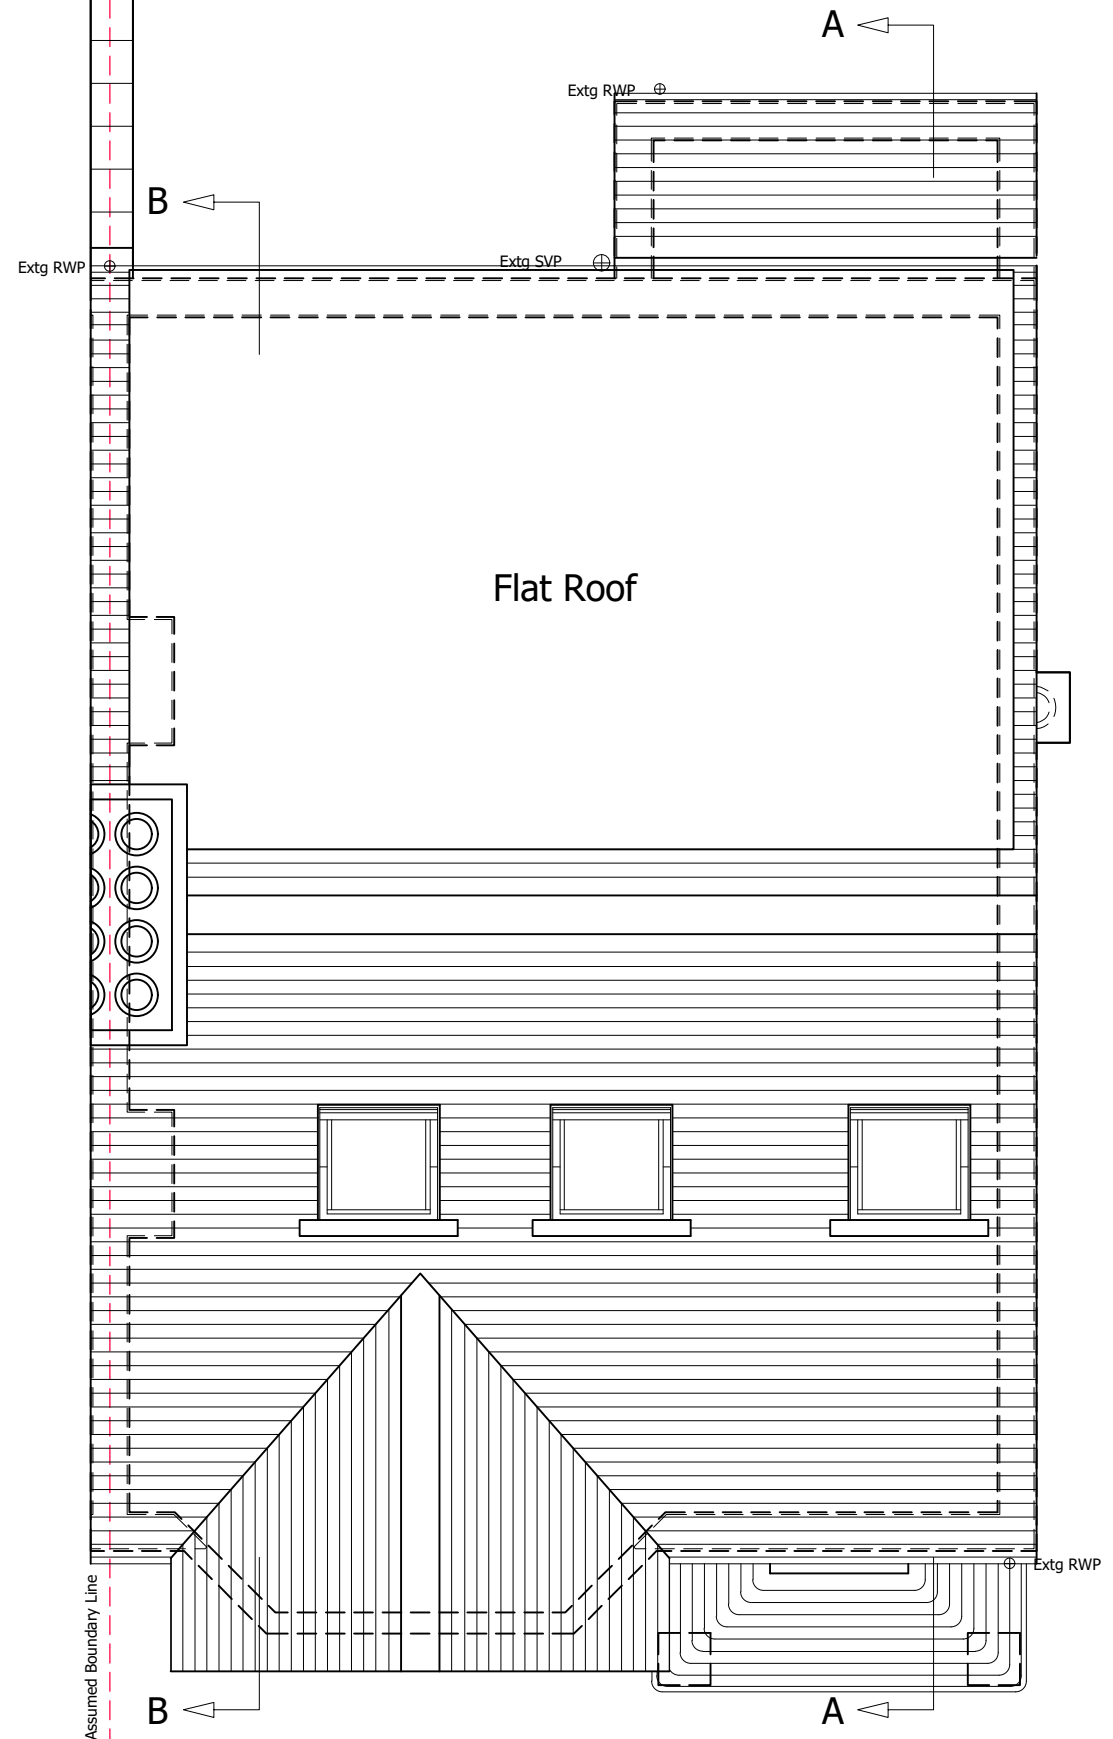 A
Extg RWP
B
Extg SVP
Extg RWP
Flat Roof
Extg RWP
Assumed Boundary Line
B
A